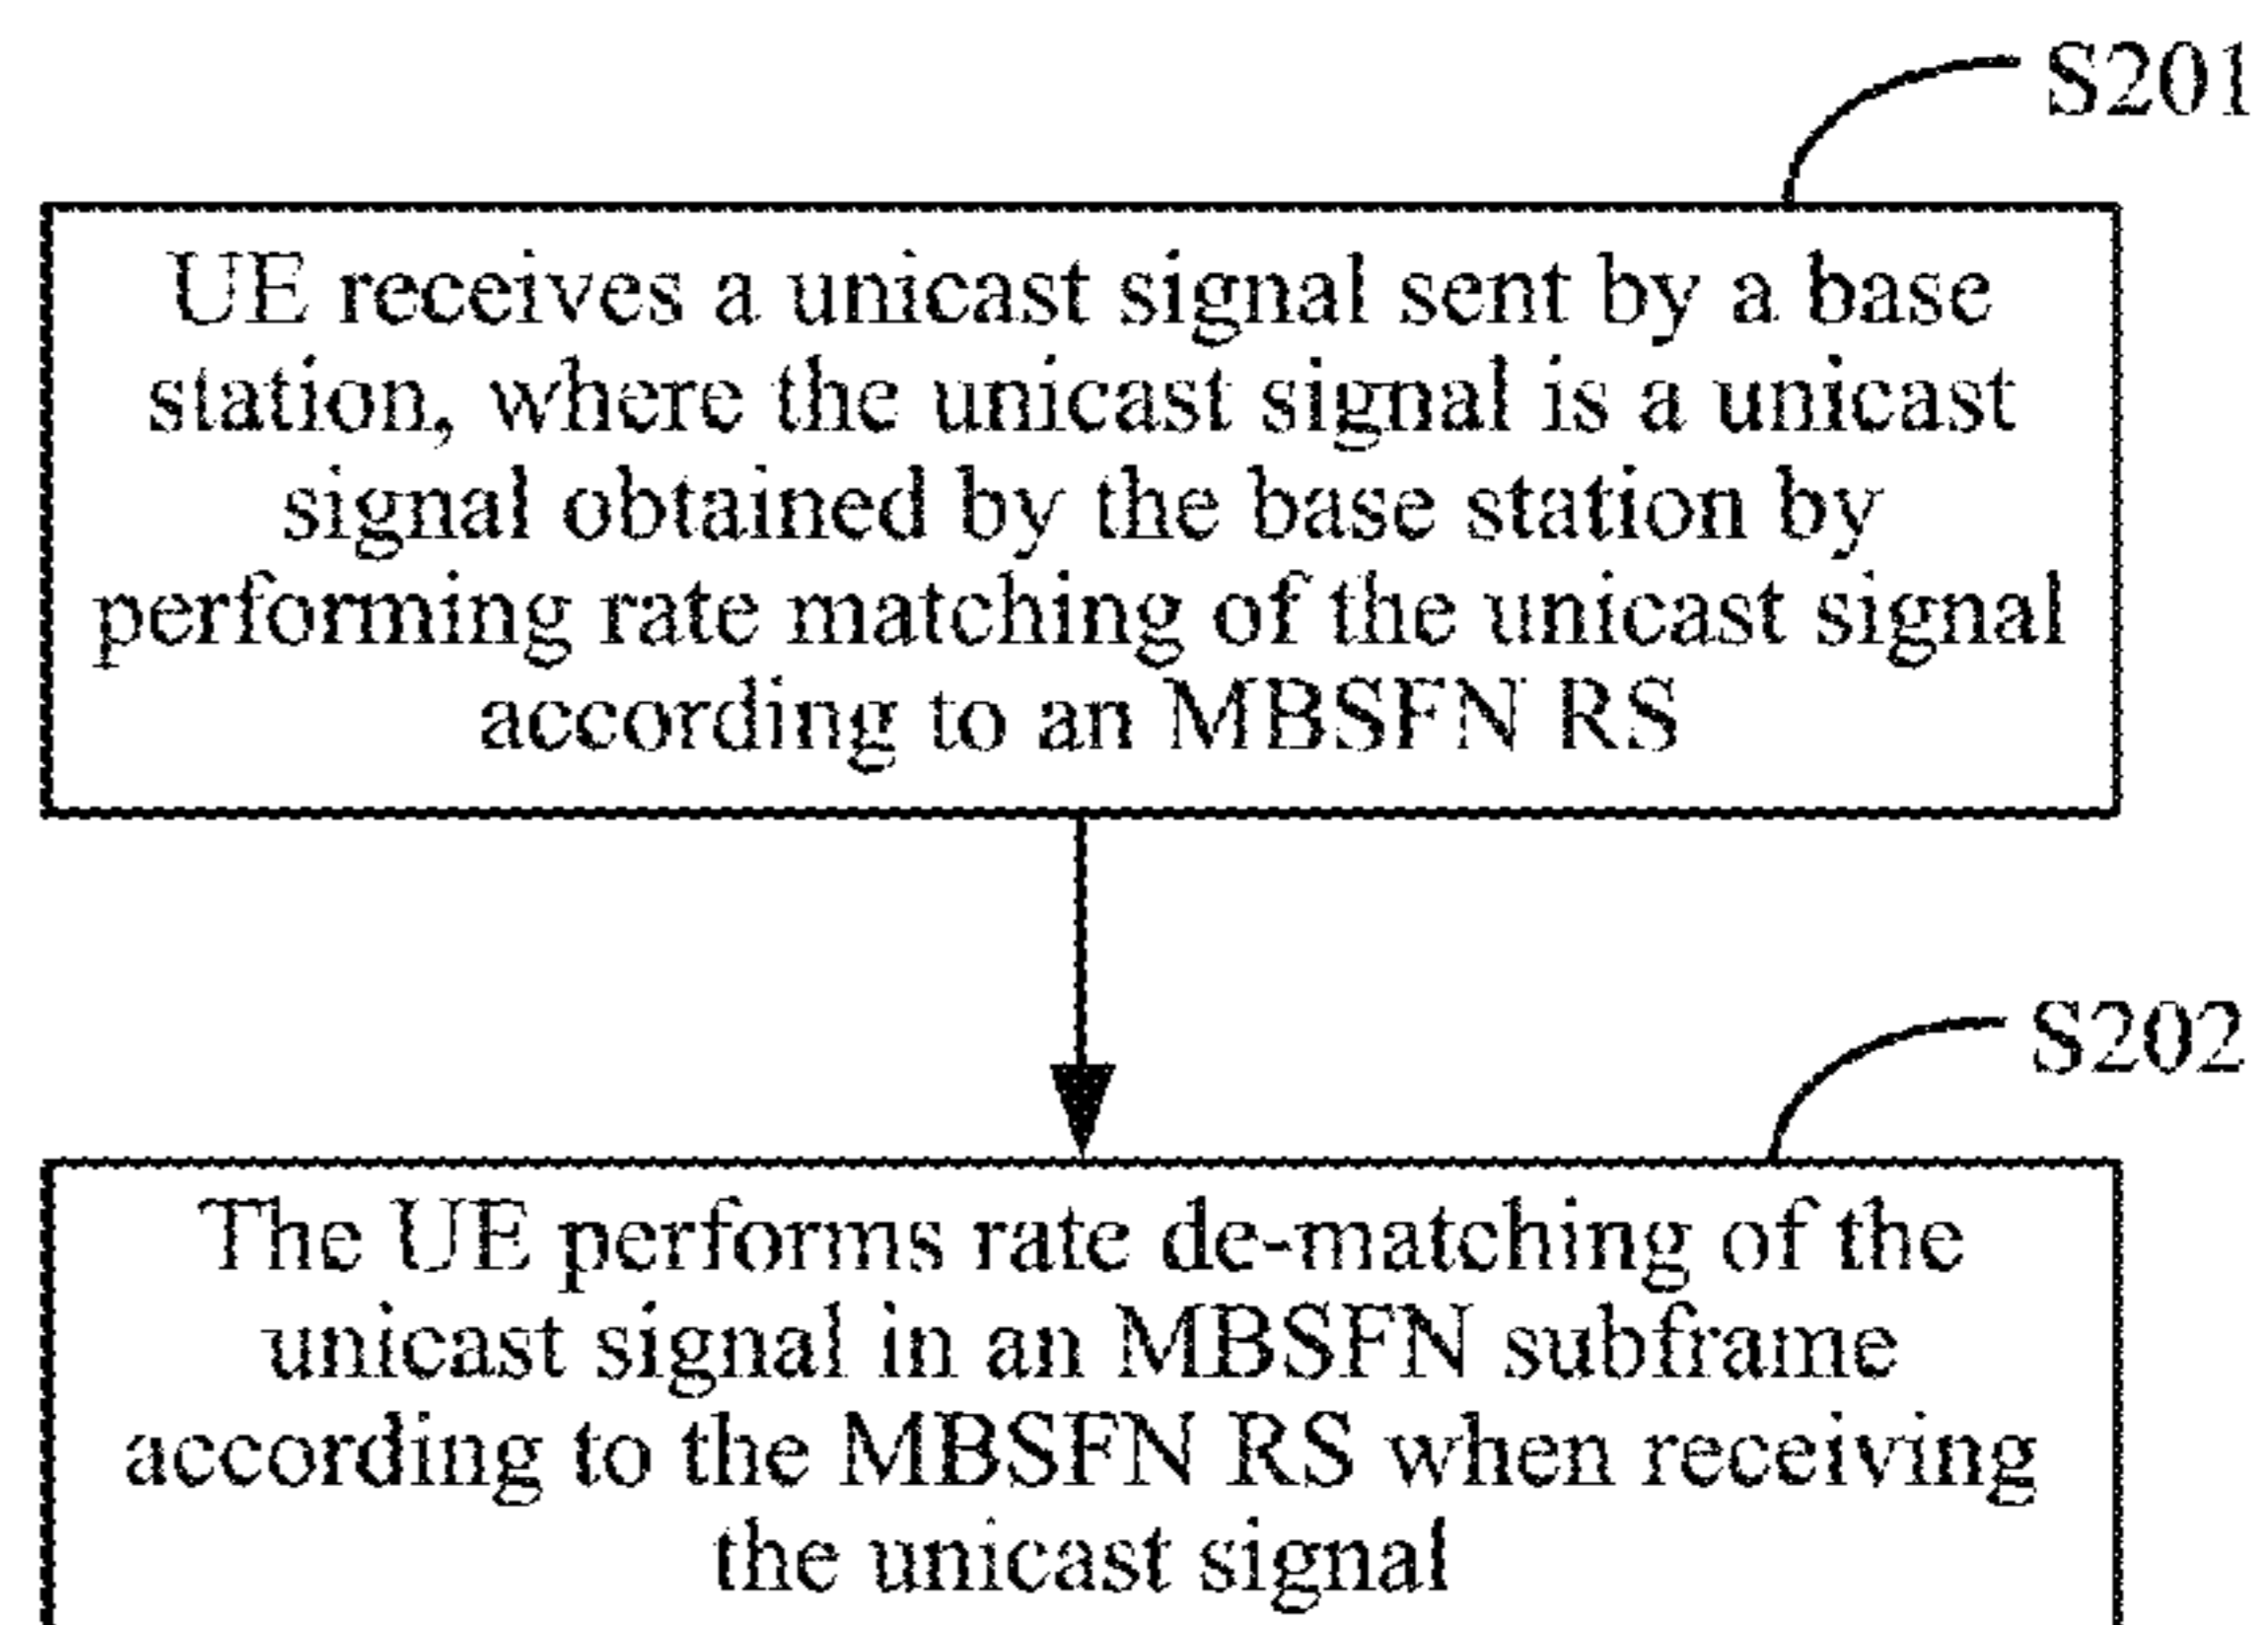 S201
UE receives a unicast signal sent by a base
station, where the unicast signal is a unicast
signal obtained by the base station by
performing rate matching of the unicast signal
according to an MBSFN RS
S202
The UE performs rate de-matching of the
unicast signal in an MBSFN subframe
according to the MBSFN RS when receiving
the unicast signal